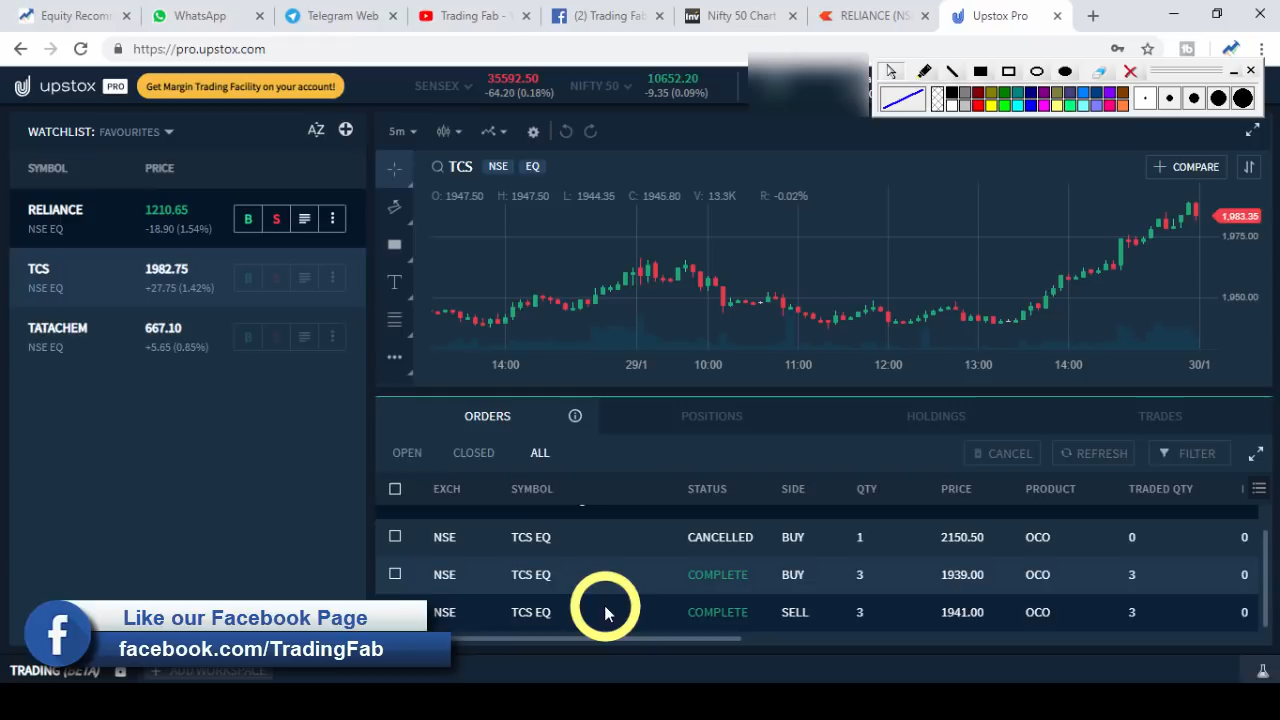 Equity Recomm
WhatsApp
Telegram Web
Trading Fab -
(2) Trading Fab
Nifty 50 Chart
RELIANCE (NS
Upstox Pro
https://pro.upstox.com
upstox PRO
Get Margin Trading Facility on your account!
SENSEX 35592.50
-64.20 (0.18%)
NIFTY 50 10652.20
-9.35 (0.09%)
WATCHLIST: FAVOURITES
AZ
SYMBOL PRICE
RELIANCE 1210.65
NSE EQ -18.90 (1.54%)
B S
TCS 1982.75
NSE EQ +27.75 (1.42%)
B S
TATACHEM 667.10
NSE EQ +5.65 (0.85%)
B S
5m
TCS NSE EQ
COMPARE
O: 1947.50 H: 1947.50 L: 1944.35 C: 1945.80 V: 13.3K R: -0.02%
1,983.35
1,975.00
1,950.00
T
14:00 29/1 10:00 11:00 12:00 13:00 14:00 30/1
ORDERS POSITIONS HOLDINGS TRADES
OPEN CLOSED ALL CANCEL REFRESH FILTER
EXCH SYMBOL STATUS SIDE QTY PRICE PRODUCT TRADED QTY
NSE TCS EQ CANCELLED BUY 1 2150.50 OCO 0 0
NSE TCS EQ COMPLETE BUY 3 1939.00 OCO 3 0
NSE TCS EQ COMPLETE SELL 3 1941.00 OCO 3 0
Like our Facebook Page
facebook.com/TradingFab
TRADING (BETA) + ADD WORKSPACE